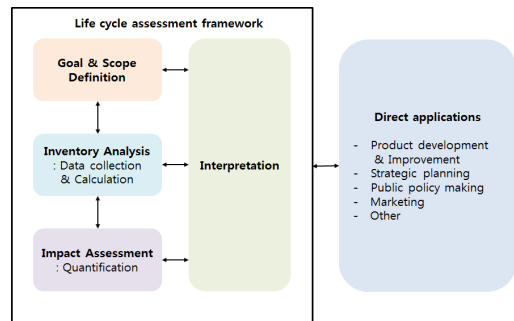 Life cycle assessment framework
Goal & Scope
Definition
Inventory Analysis
: Data collection
& Calculation
Impact Assessment
: Quantification
Interpretation
Direct applications
- Product development
& Improvement
- Strategic planning
- Public policy making
- Marketing
- Other